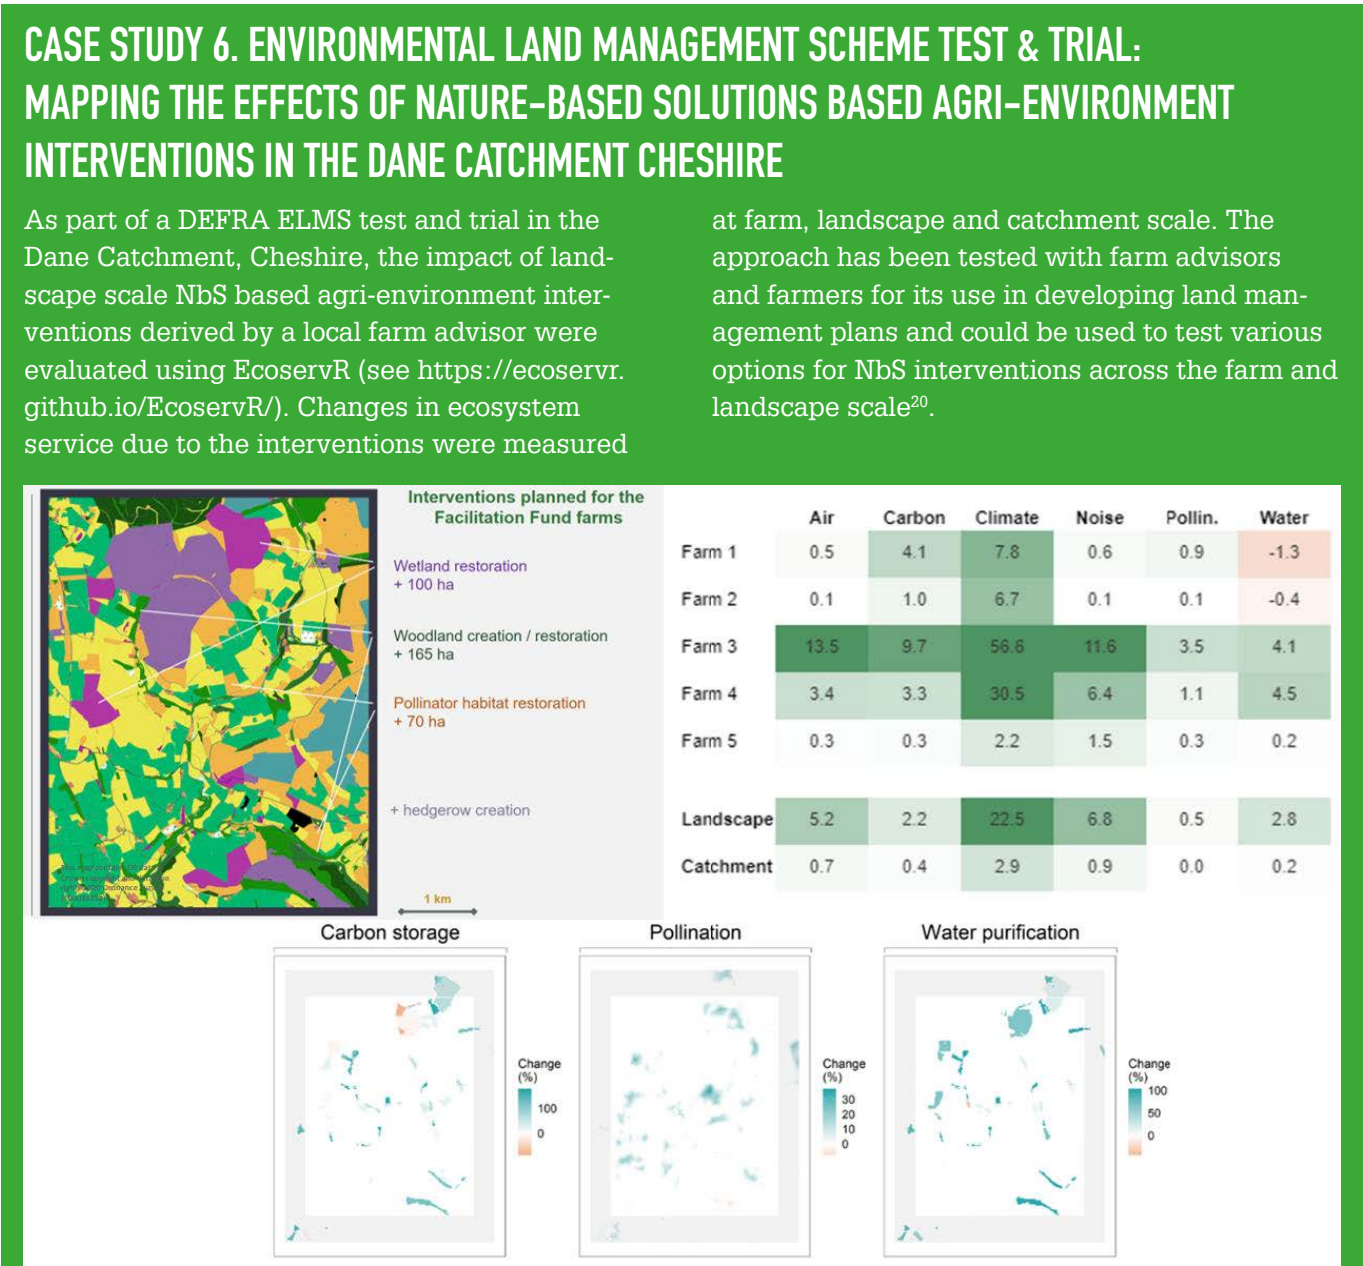 CASE STUDY 6. ENVIRONMENTAL LAND MANAGEMENT SCHEME TEST & TRIAL:
MAPPING THE EFFECTS OF NATURE-BASED SOLUTIONS BASED AGRI-ENVIRONMENT
INTERVENTIONS IN THE DANE CATCHMENT CHESHIRE
As part of a DEFRA ELMS test and trial in the
Dane Catchment, Cheshire, the impact of land-
scape scale NbS based agri-environment inter-
ventions derived by a local farm advisor were
evaluated using EcoservR (see https://ecoservr.
github.io/EcoservR/). Changes in ecosystem
service due to the interventions were measured
at farm, landscape and catchment scale. The
approach has been tested with farm advisors
and farmers for its use in developing land man-
agement plans and could be used to test various
options for NbS interventions across the farm and
landscape scale²⁰.
Interventions planned for the
Facilitation Fund farms
Wetland restoration
+ 100 ha
Woodland creation / restoration
+ 165 ha
Pollinator habitat restoration
+ 70 ha
+ hedgerow creation
1 km
Air Carbon Climate Noise Pollin. Water
Farm 1 0.5 4.1 7.8 0.6 0.9 -1.3
Farm 2 0.1 1.0 6.7 0.1 0.1 -0.4
Farm 3 13.5 9.7 56.6 11.6 3.5 4.1
Farm 4 3.4 3.3 30.5 6.4 1.1 4.5
Farm 5 0.3 0.3 2.2 1.5 0.3 0.2
Landscape 5.2 2.2 22.5 6.8 0.5 2.8
Catchment 0.7 0.4 2.9 0.9 0.0 0.2
Carbon storage
Change
(%)
100
0
Pollination
Change
(%)
30
20
10
0
Water purification
Change
(%)
100
50
0